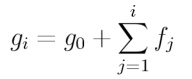 $g_i = g_0 + \sum_{j=1}^{i} f_j$